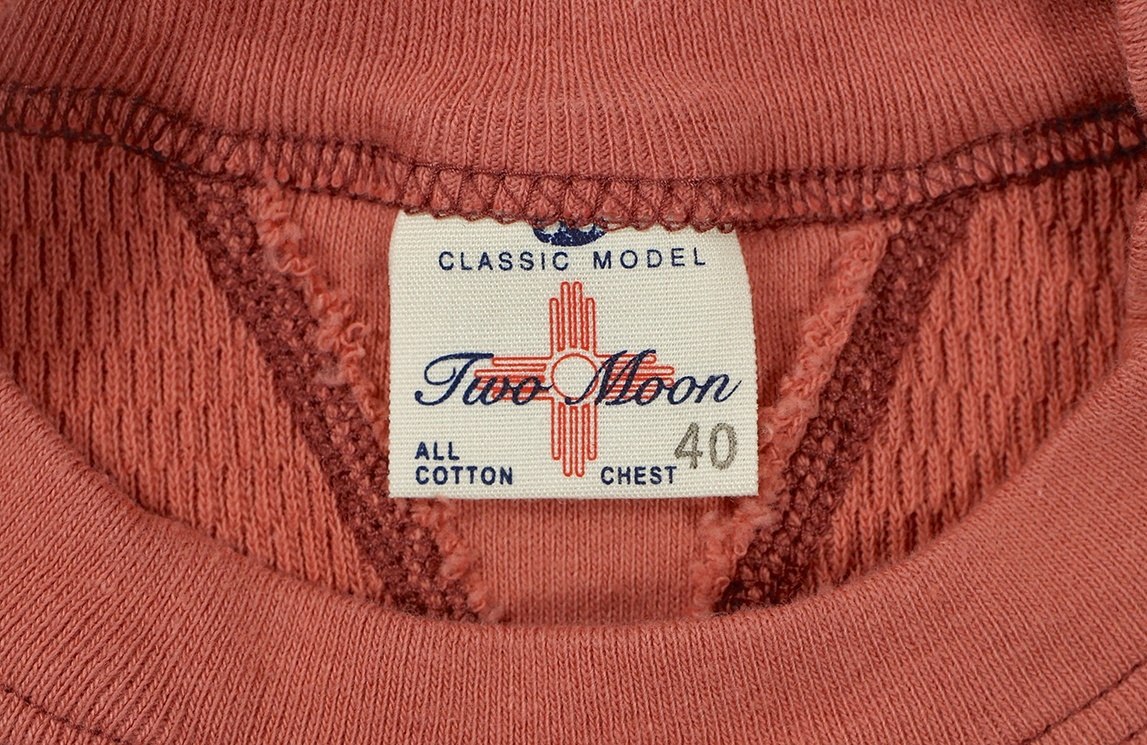 CLASSIC MODEL
Two Moon
ALL
COTTON
CHEST 40